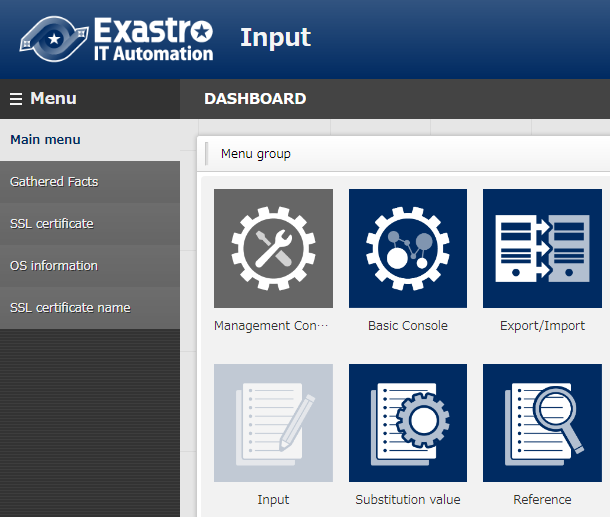 Exastro
IT Automation
Input
Menu
DASHBOARD
Main menu
Gathered Facts
SSL certificate
OS information
SSL certificate name
Menu group
Management Con…
Basic Console
Export/Import
Input
Substitution value
Reference